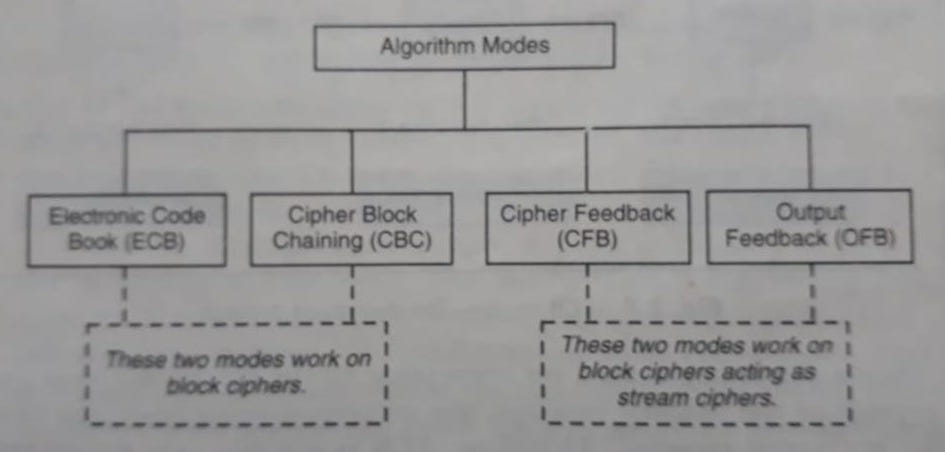 Algorithm Modes
Electronic Code
Book (ECB)
Cipher Block
Chaining (CBC)
Cipher Feedback
(CFB)
Output
Feedback (OFB)
These two modes work on
block ciphers.
These two modes work on
block ciphers acting as
stream ciphers.